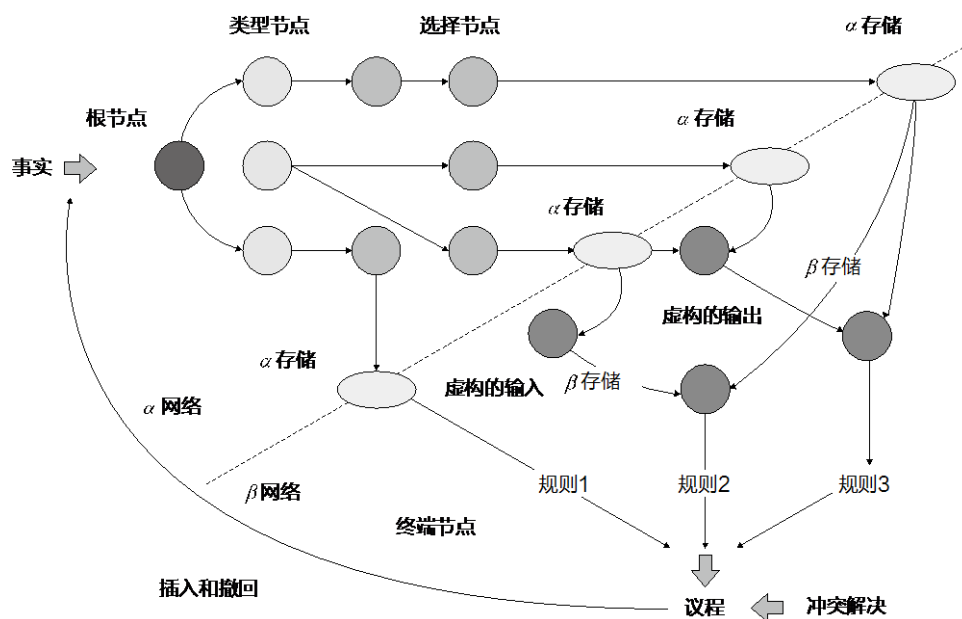 类型节点
选择节点
α 存储
根节点
α 存储
事实
α 存储
β 存储
虚构的输出
α 存储
虚构的输入
β 存储
α 网络
β 网络
规则1
规则2
规则3
终端节点
插入和撤回
议程
冲突解决